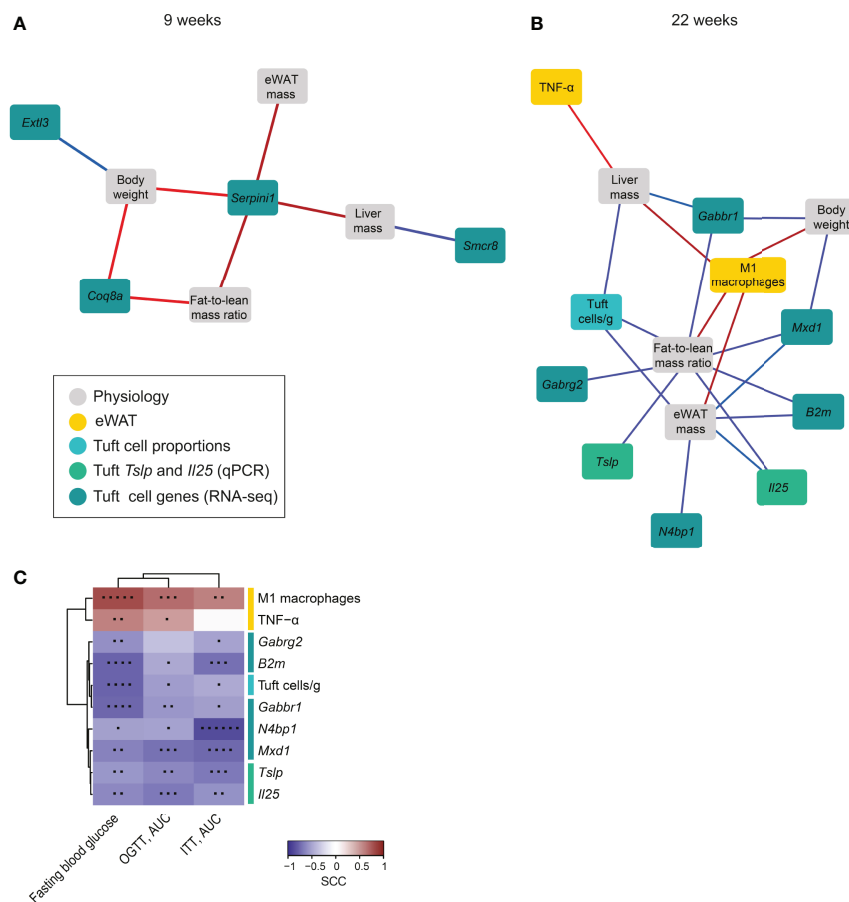 A
9 weeks
eWAT
mass
Extl3
Body
weight
Serpini1
Liver
mass
Smcr8
Coq8a
Fat-to-lean
mass ratio
Physiology
eWAT
Tuft cell proportions
Tuft Tslp and Il25 (qPCR)
Tuft cell genes (RNA-seq)
B
22 weeks
TNF-α
Liver
mass
Gabbr1
Body
weight
M1
macrophages
Tuft
cells/g
Mxd1
Fat-to-lean
mass ratio
Gabrg2
eWAT
mass
B2m
Tslp
Il25
N4bp1
C
M1 macrophages
TNF−α
Gabrg2
B2m
Tuft cells/g
Gabbr1
N4bp1
Mxd1
Tslp
Il25
Fasting blood glucose
OGTT, AUC
ITT, AUC
−1 −0.5 0 0.5 1
SCC